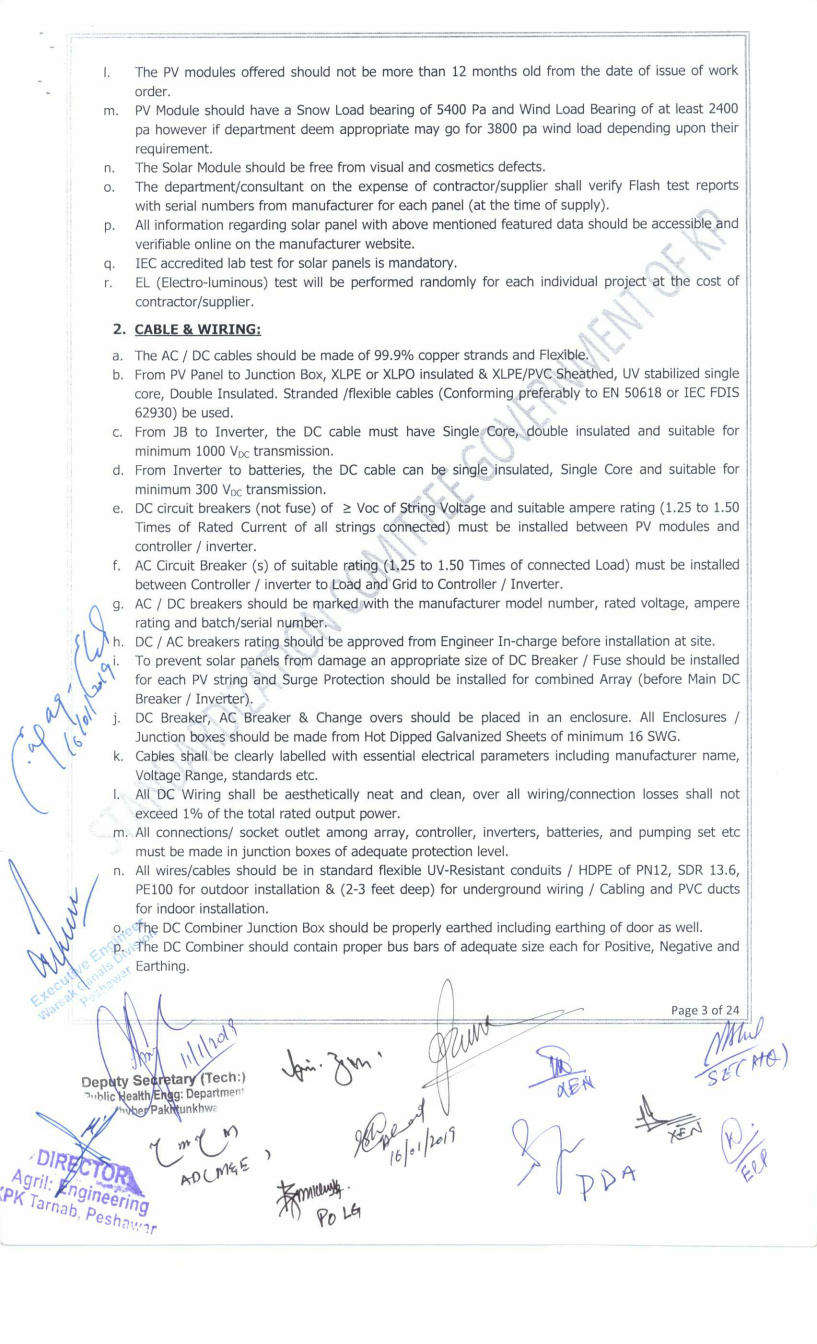 l. The PV modules offered should not be more than 12 months old from the date of issue of work
order.
m. PV Module should have a Snow Load bearing of 5400 Pa and Wind Load Bearing of at least 2400
pa however if department deem appropriate may go for 3800 pa wind load depending upon their
requirement.
n. The Solar Module should be free from visual and cosmetics defects.
o. The department/consultant on the expense of contractor/supplier shall verify Flash test reports
with serial numbers from manufacturer for each panel (at the time of supply).
p. All information regarding solar panel with above mentioned featured data should be accessible and
verifiable online on the manufacturer website.
q. IEC accredited lab test for solar panels is mandatory.
r. EL (Electro-luminous) test will be performed randomly for each individual project at the cost of
contractor/supplier.
2. CABLE & WIRING:
a. The AC / DC cables should be made of 99.9% copper strands and Flexible.
b. From PV Panel to Junction Box, XLPE or XLPO insulated & XLPE/PVC Sheathed, UV stabilized single
core, Double Insulated. Stranded /flexible cables (Conforming preferably to EN 50618 or IEC FDIS
62930) be used.
c. From JB to Inverter, the DC cable must have Single Core, double insulated and suitable for
minimum 1000 VDC transmission.
d. From Inverter to batteries, the DC cable can be single insulated, Single Core and suitable for
minimum 300 VDC transmission.
e. DC circuit breakers (not fuse) of ≥ Voc of String Voltage and suitable ampere rating (1.25 to 1.50
Times of Rated Current of all strings connected) must be installed between PV modules and
controller / inverter.
f. AC Circuit Breaker (s) of suitable rating (1.25 to 1.50 Times of connected Load) must be installed
between Controller / inverter to Load and Grid to Controller / Inverter.
g. AC / DC breakers should be marked with the manufacturer model number, rated voltage, ampere
rating and batch/serial number.
h. DC / AC breakers rating should be approved from Engineer In-charge before installation at site.
i. To prevent solar panels from damage an appropriate size of DC Breaker / Fuse should be installed
for each PV string and Surge Protection should be installed for combined Array (before Main DC
Breaker / Inverter).
j. DC Breaker, AC Breaker & Change overs should be placed in an enclosure. All Enclosures /
Junction boxes should be made from Hot Dipped Galvanized Sheets of minimum 16 SWG.
k. Cables shall be clearly labelled with essential electrical parameters including manufacturer name,
Voltage Range, standards etc.
l. All DC Wiring shall be aesthetically neat and clean, over all wiring/connection losses shall not
exceed 1% of the total rated output power.
m. All connections/ socket outlet among array, controller, inverters, batteries, and pumping set etc
must be made in junction boxes of adequate protection level.
n. All wires/cables should be in standard flexible UV-Resistant conduits / HDPE of PN12, SDR 13.6,
PE100 for outdoor installation & (2-3 feet deep) for underground wiring / Cabling and PVC ducts
for indoor installation.
o. The DC Combiner Junction Box should be properly earthed including earthing of door as well.
p. The DC Combiner should contain proper bus bars of adequate size each for Positive, Negative and
Earthing.
STANDARDIZATION COMMITTEE GOVERNMENT OF KP
16/01/2019
Executive Engineer
Warsak Canals Division
Peshawar
Page 3 of 24
11/1/2019
Deputy Secretary (Tech:)
Public Health Engg: Department
Khyber Pakhtunkhwa
XEN
SE(HQ)
16/01/2019
XEN
AD(M&E)
PDA
PO LG
DIRECTOR
Agril: Engineering
KPK Tarnab, Peshawar